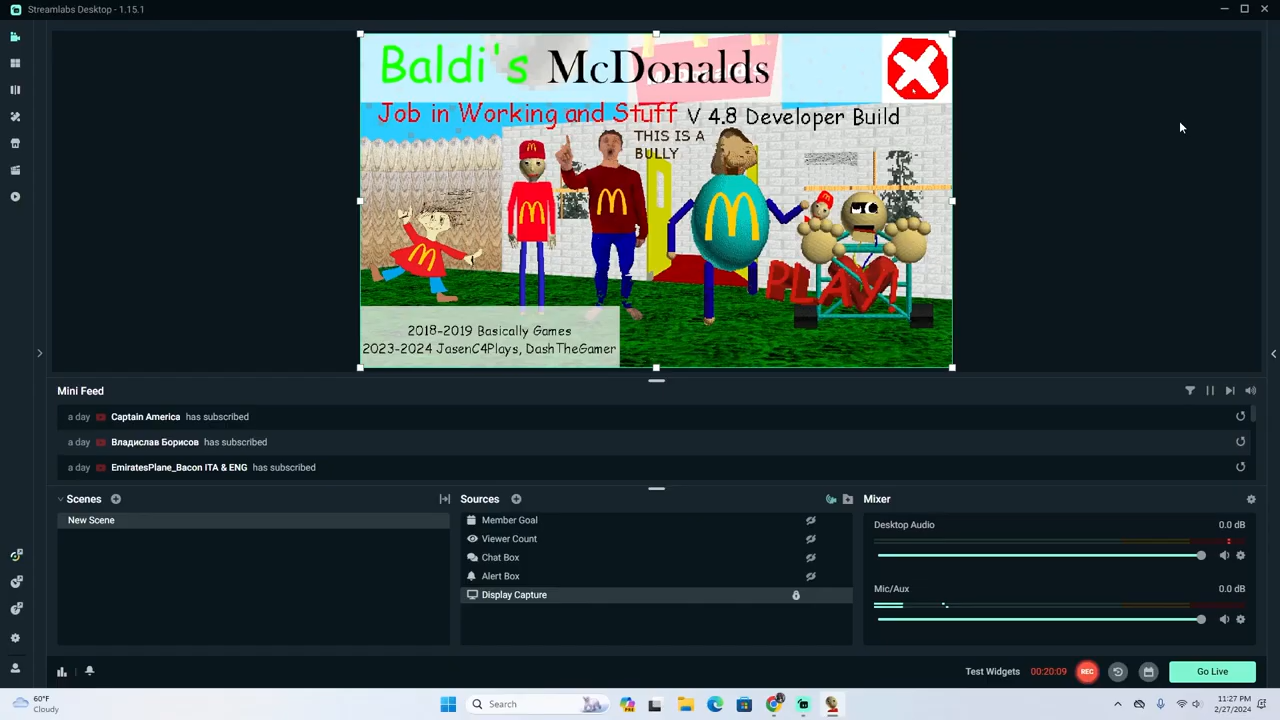 Streamlabs Desktop - 1.15.1
Baldi's McDonalds
Job in Working and Stuff V 4.8 Developer Build
THIS IS A
BULLY
PLAY
2018-2019 Basically Games
2023-2024 JasenC4Plays, DashTheGamer
Mini Feed
a day Captain America has subscribed
a day Владислав Борисов has subscribed
a day EmiratesPlane_Bacon ITA & ENG has subscribed
Scenes
New Scene
Sources
Member Goal
Viewer Count
Chat Box
Alert Box
Display Capture
Mixer
Desktop Audio 0.0 dB
Mic/Aux 0.0 dB
Test Widgets 00:20:09 REC Go Live
60°F
Cloudy
Search
11:27 PM
2/27/2024